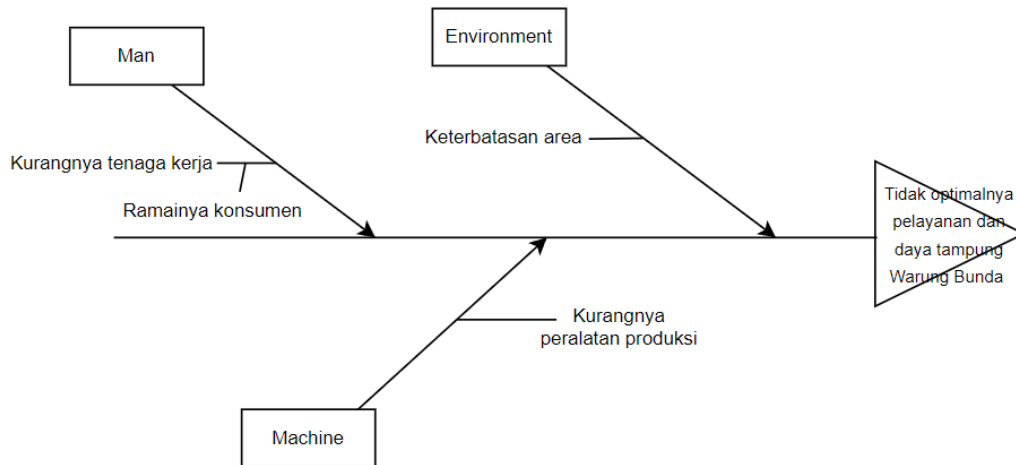 Environment
Man
Keterbatasan area
Kurangnya tenaga kerja
Ramainya konsumen
Tidak optimalnya
pelayanan dan
daya tampung
Warung Bunda
Kurangnya
peralatan produksi
Machine